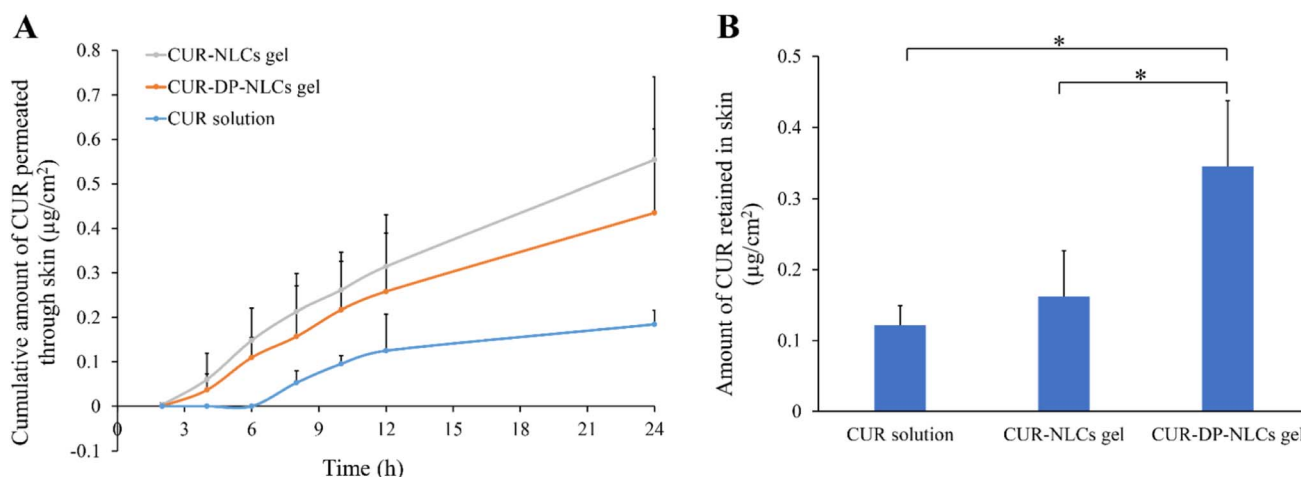 A
CUR-NLCs gel
CUR-DP-NLCs gel
CUR solution
Cumulative amount of CUR permeated
through skin (µg/cm²)
0.8
0.7
0.6
0.5
0.4
0.3
0.2
0.1
0
-0.1
0 3 6 9 12 15 18 21 24
Time (h)
B
*
*
Amount of CUR retained in skin
(µg/cm²)
0.5
0.4
0.3
0.2
0.1
0
CUR solution CUR-NLCs gel CUR-DP-NLCs gel